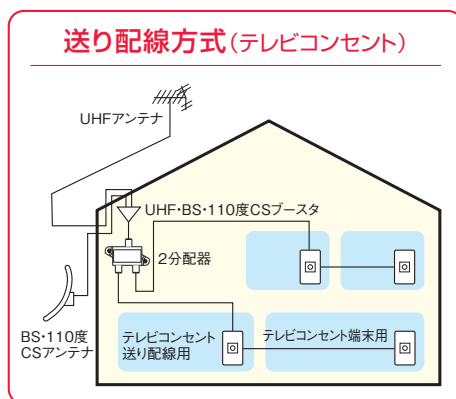 送り配線方式(テレビコンセント)
UHFアンテナ
UHF・BS・110度CSブースタ
2分配器
BS・110度
CSアンテナ
テレビコンセント
送り配線用
テレビコンセント端末用